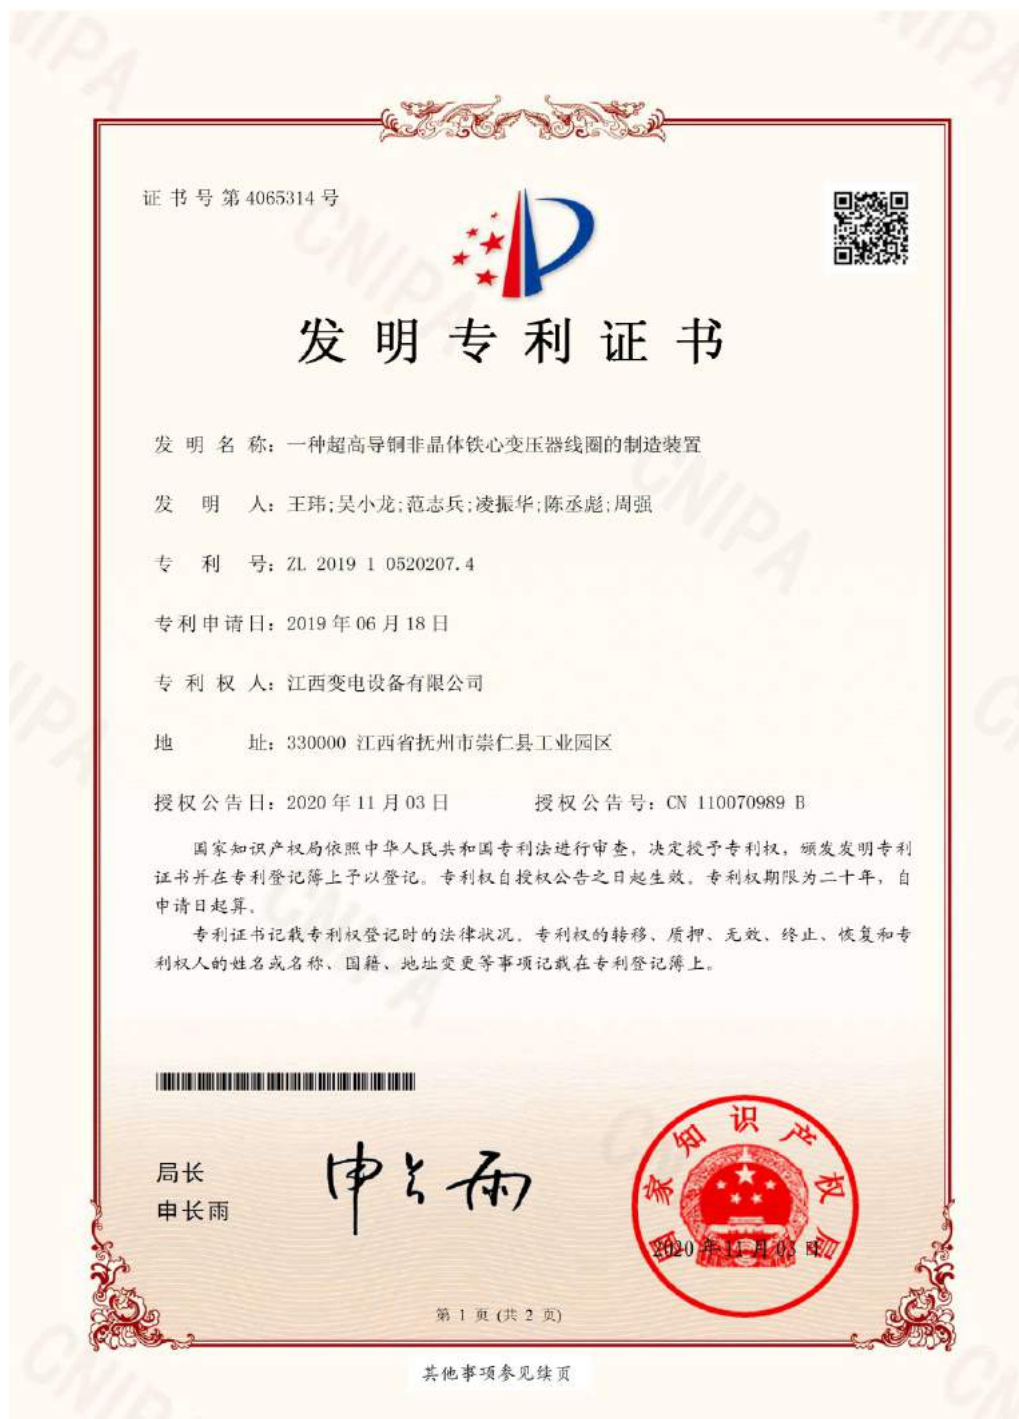 证书号第4065314号
发明专利证书
发明名称：一种超高导铜非晶体铁心变压器线圈的制造装置
发明人：王玮;吴小龙;范志兵;凌振华;陈丞彪;周强
专利号：ZL 2019 1 0520207.4
专利申请日：2019年06月18日
专利权人：江西变电设备有限公司
地址：330000 江西省抚州市崇仁县工业园区
授权公告日：2020年11月03日 授权公告号：CN 110070989 B
国家知识产权局依照中华人民共和国专利法进行审查，决定授予专利权，颁发发明专利
证书并在专利登记簿上予以登记。专利权自授权公告之日起生效。专利权期限为二十年，自
申请日起算。
专利证书记载专利权登记时的法律状况。专利权的转移、质押、无效、终止、恢复和专
利权人的姓名或名称、国籍、地址变更等事项记载在专利登记簿上。
局长
申长雨
申长雨
国家知识产权局
2020年11月03日
第 1 页 (共 2 页)
其他事项参见续页
CNIPA